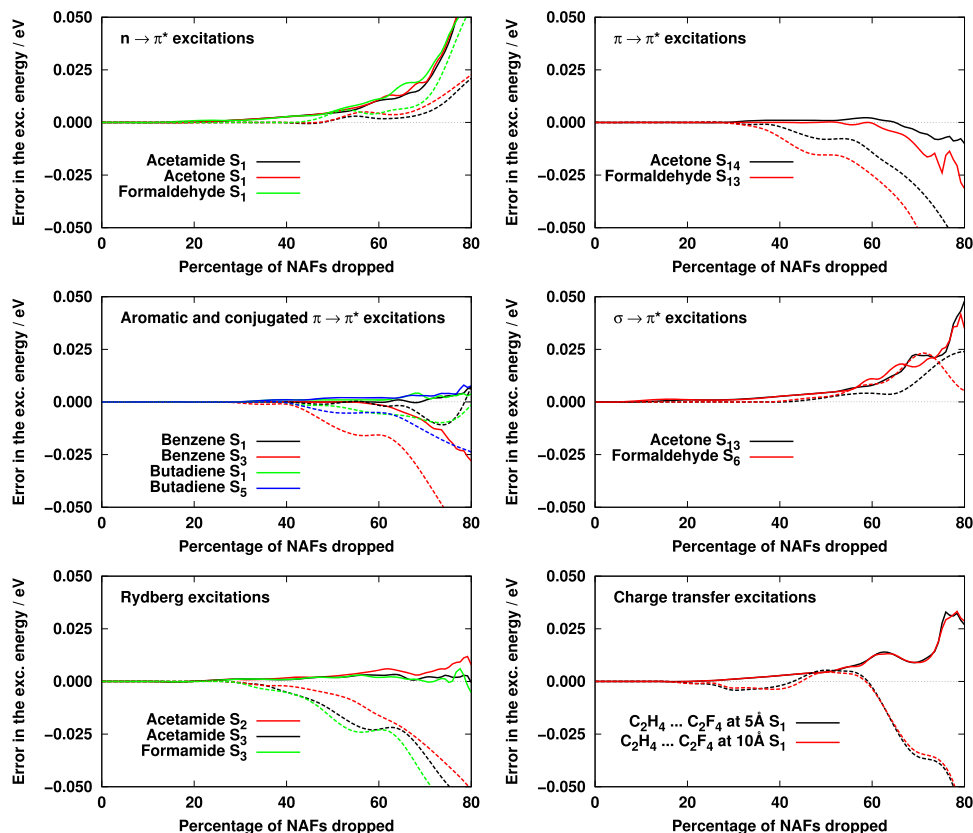 n → π* excitations
Error in the exc. energy / eV
0.050
0.025
0.000
−0.025
−0.050
Acetamide S1
Acetone S1
Formaldehyde S1
0 20 40 60 80
Percentage of NAFs dropped
π → π* excitations
Error in the exc. energy / eV
0.050
0.025
0.000
−0.025
−0.050
Acetone S14
Formaldehyde S13
0 20 40 60 80
Percentage of NAFs dropped
Aromatic and conjugated π → π* excitations
Error in the exc. energy / eV
0.050
0.025
0.000
−0.025
−0.050
Benzene S1
Benzene S3
Butadiene S1
Butadiene S5
0 20 40 60 80
Percentage of NAFs dropped
σ → π* excitations
Error in the exc. energy / eV
0.050
0.025
0.000
−0.025
−0.050
Acetone S13
Formaldehyde S6
0 20 40 60 80
Percentage of NAFs dropped
Rydberg excitations
Error in the exc. energy / eV
0.050
0.025
0.000
−0.025
−0.050
Acetamide S2
Acetamide S3
Formamide S3
0 20 40 60 80
Percentage of NAFs dropped
Charge transfer excitations
Error in the exc. energy / eV
0.050
0.025
0.000
−0.025
−0.050
C2H4 ... C2F4 at 5Å S1
C2H4 ... C2F4 at 10Å S1
0 20 40 60 80
Percentage of NAFs dropped